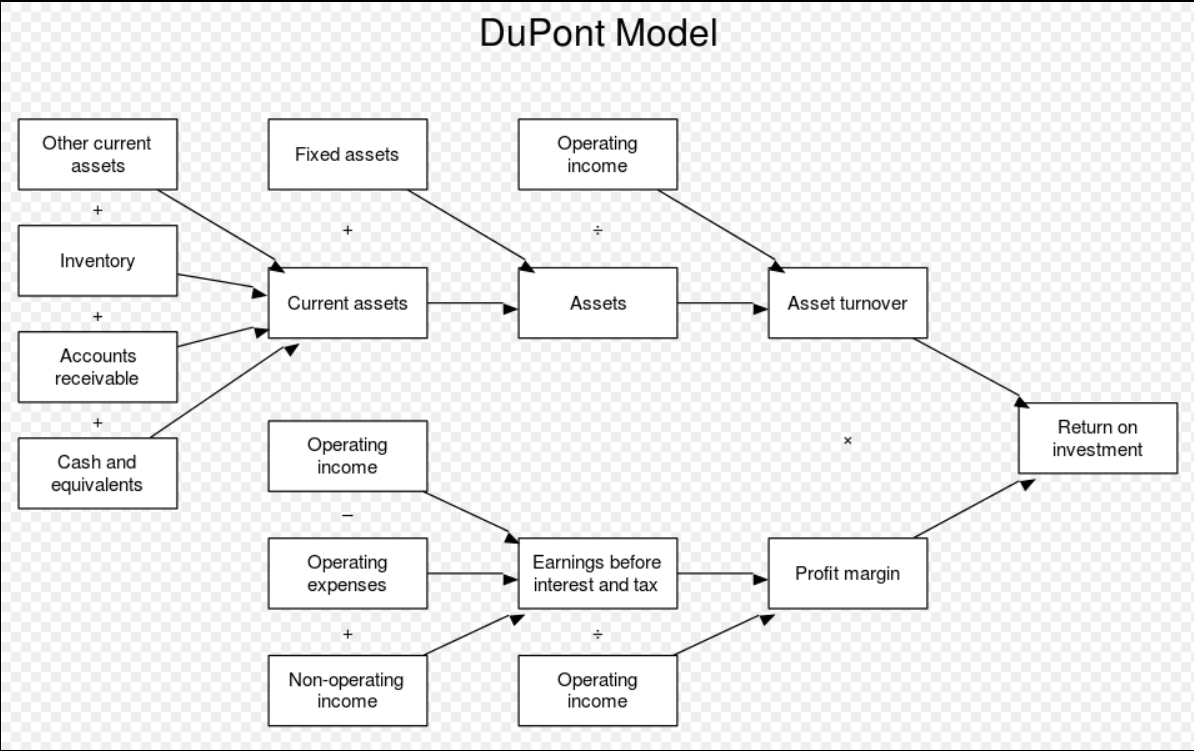 DuPont Model
Other current
assets
Fixed assets
Operating
income
+
+
÷
Inventory
Current assets
Assets
Asset turnover
+
Accounts
receivable
+
Cash and
equivalents
Operating
income
×
Return on
investment
–
Operating
expenses
Earnings before
interest and tax
Profit margin
+
÷
Non-operating
income
Operating
income